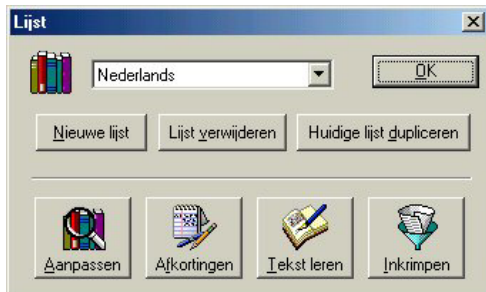 Lijst
Nederlands
OK
Nieuwe lijst
Lijst verwijderen
Huidige lijst dupliceren
Aanpassen
Afkortingen
Tekst leren
Inkrimpen